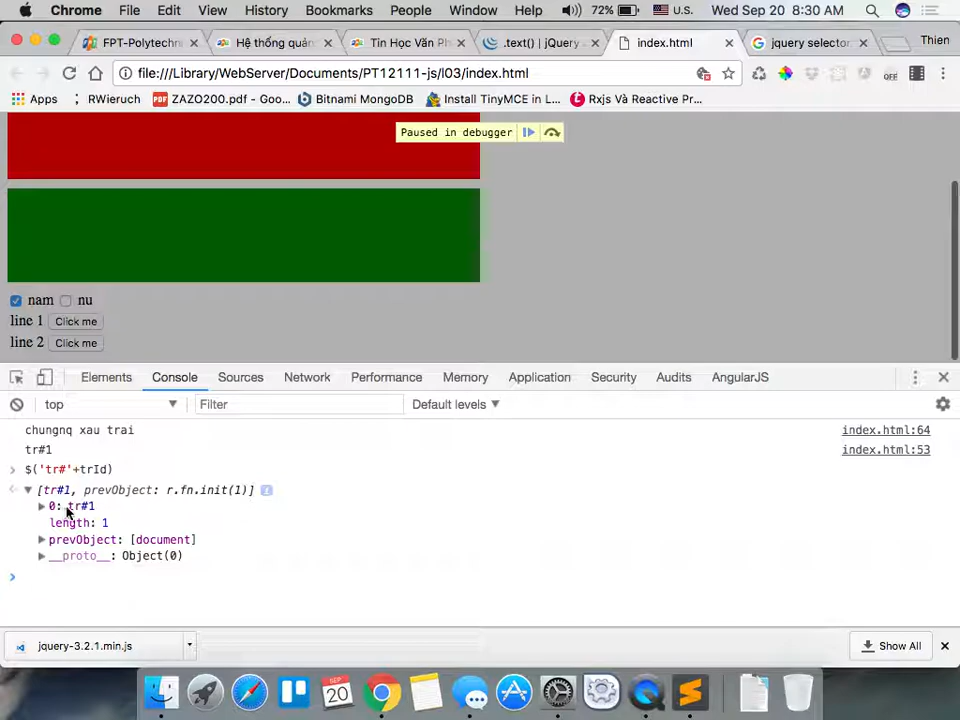 Chrome File Edit View History Bookmarks People Window Help 72% U.S. Wed Sep 20 8:30 AM
FPT-Polytechn Hệ thống quản Tin Học Văn Ph .text() | jQuery index.html jquery selector Thien
file:///Library/WebServer/Documents/PT12111-js/l03/index.html OFF
Apps RWieruch ZAZO200.pdf - Goo... Bitnami MongoDB Install TinyMCE in L... Rxjs Và Reactive Pr...
Paused in debugger
nam nu
line 1 Click me
line 2 Click me
Elements Console Sources Network Performance Memory Application Security Audits AngularJS
top Filter Default levels
chungnq xau trai index.html:64
tr#1 index.html:53
$('tr#'+trId)
[tr#1, prevObject: r.fn.init(1)] i
0: tr#1
length: 1
prevObject: [document]
__proto__: Object(0)
jquery-3.2.1.min.js Show All
SEP
20